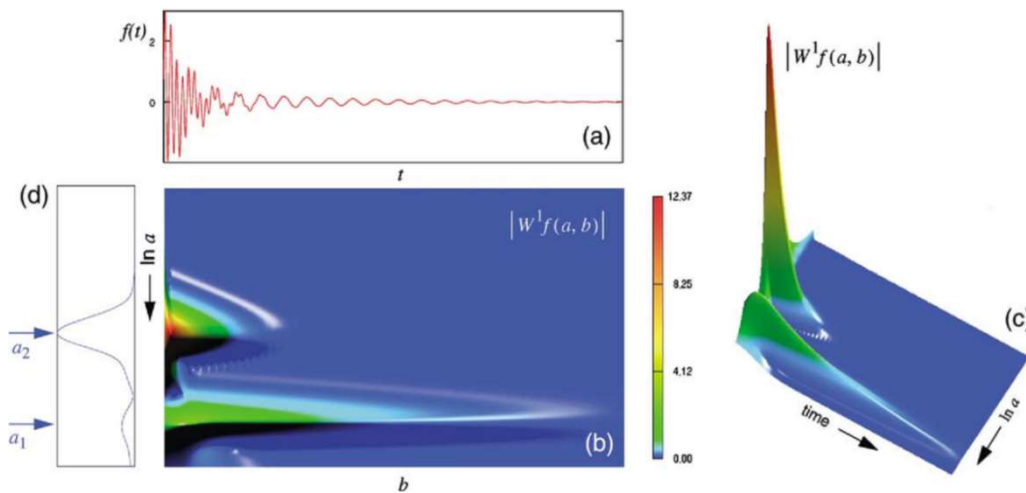 f(t)
2
0
(a)
t
|W¹f(a, b)|
(d)
ln a
a₂
a₁
|W¹f(a, b)|
(b)
b
12.37
8.25
4.12
0.00
(c)
time
ln a